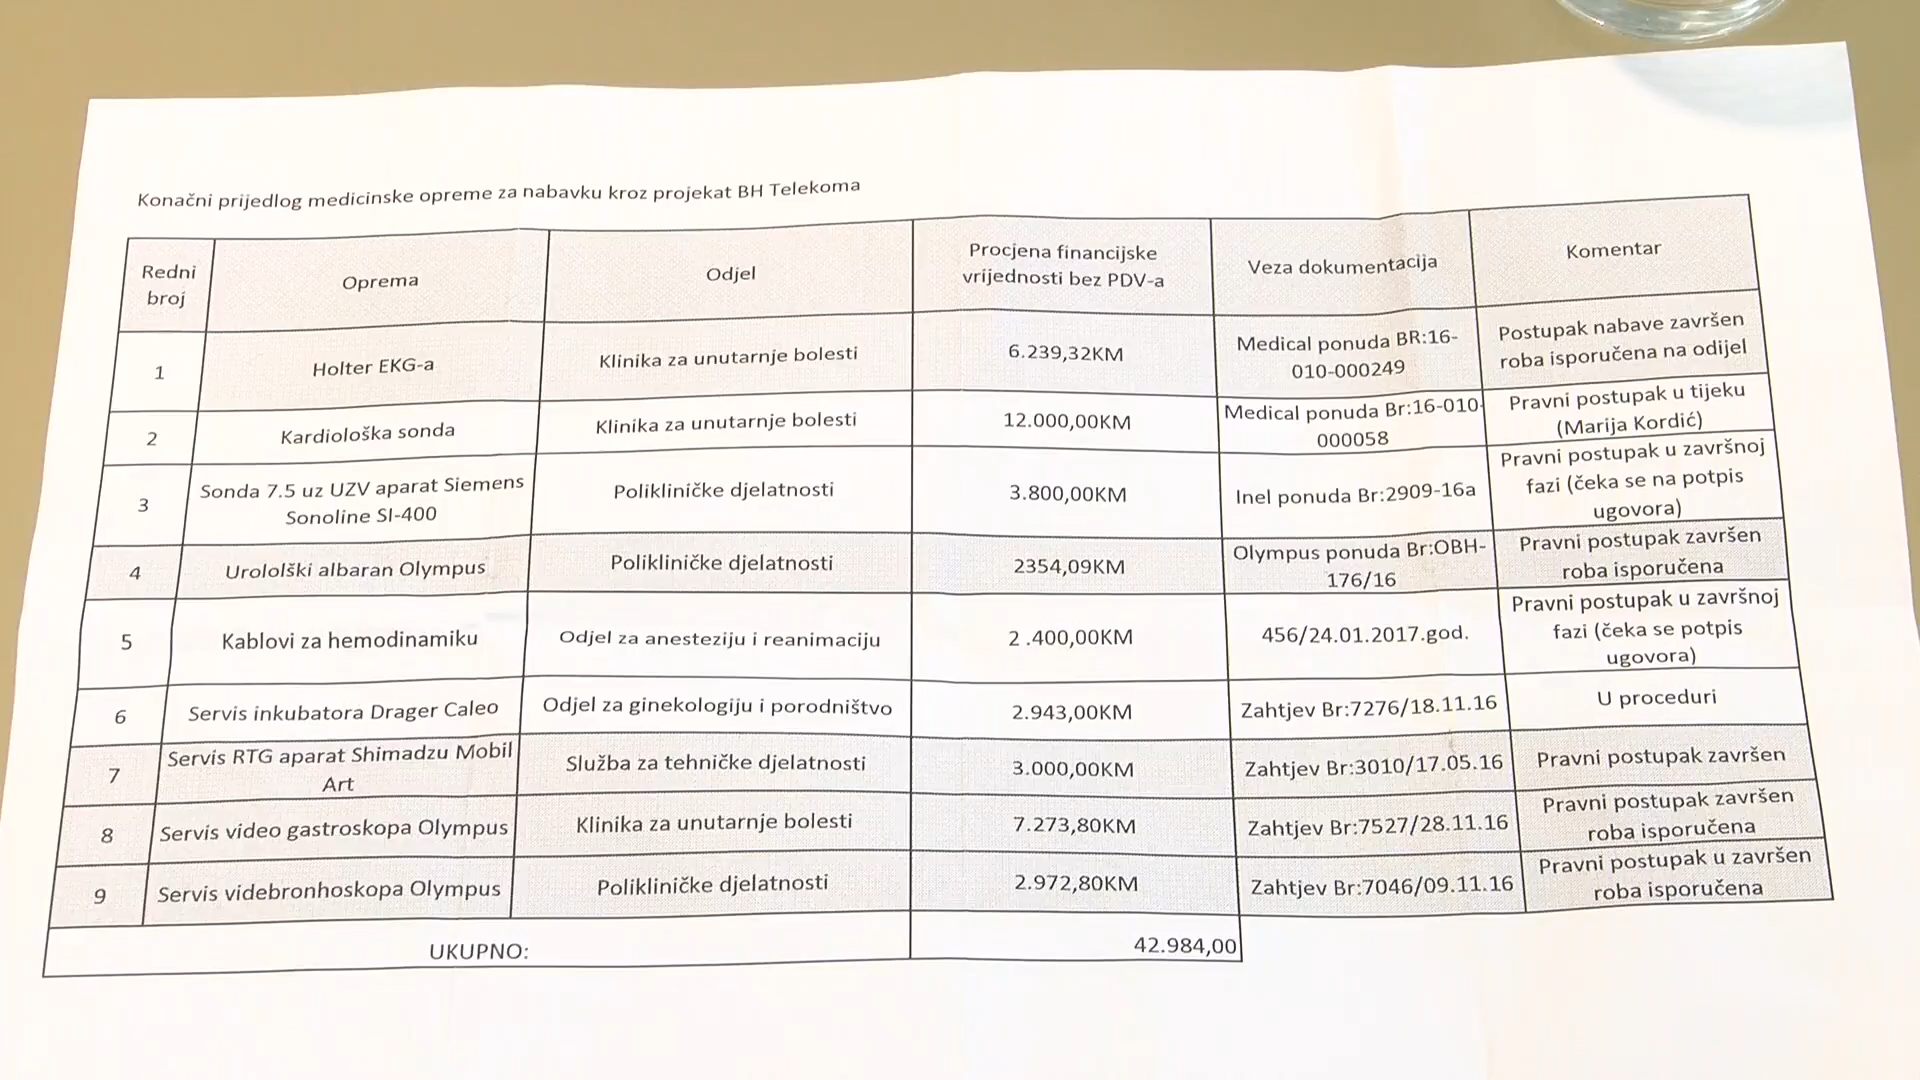 Konačni prijedlog medicinske opreme za nabavku kroz projekat BH Telekoma
Redni
broj
Oprema
Odjel
Procjena financijske
vrijednosti bez PDV-a
Veza dokumentacija
Komentar
1
Holter EKG-a
Klinika za unutarnje bolesti
6.239,32KM
Medical ponuda BR:16-
010-000249
Postupak nabave završen
roba isporučena na odijel
2
Kardiološka sonda
Klinika za unutarnje bolesti
12.000,00KM
Medical ponuda Br:16-010-
000058
Pravni postupak u tijeku
(Marija Kordić)
3
Sonda 7.5 uz UZV aparat Siemens
Sonoline SI-400
Polikliničke djelatnosti
3.800,00KM
Inel ponuda Br:2909-16a
Pravni postupak u završnoj
fazi (čeka se na potpis
ugovora)
4
Urololški albaran Olympus
Polikliničke djelatnosti
2354,09KM
Olympus ponuda Br:OBH-
176/16
Pravni postupak završen
roba isporučena
5
Kablovi za hemodinamiku
Odjel za anesteziju i reanimaciju
2 .400,00KM
456/24.01.2017.god.
Pravni postupak u završnoj
fazi (čeka se potpis
ugovora)
6
Servis inkubatora Drager Caleo
Odjel za ginekologiju i porodništvo
2.943,00KM
Zahtjev Br:7276/18.11.16
U proceduri
7
Servis RTG aparat Shimadzu Mobil
Art
Služba za tehničke djelatnosti
3.000,00KM
Zahtjev Br:3010/17.05.16
Pravni postupak završen
8
Servis video gastroskopa Olympus
Klinika za unutarnje bolesti
7.273,80KM
Zahtjev Br:7527/28.11.16
Pravni postupak završen
roba isporučena
9
Servis videbronhoskopa Olympus
Polikliničke djelatnosti
2.972,80KM
Zahtjev Br:7046/09.11.16
Pravni postupak u završen
roba isporučena
UKUPNO:
42.984,00